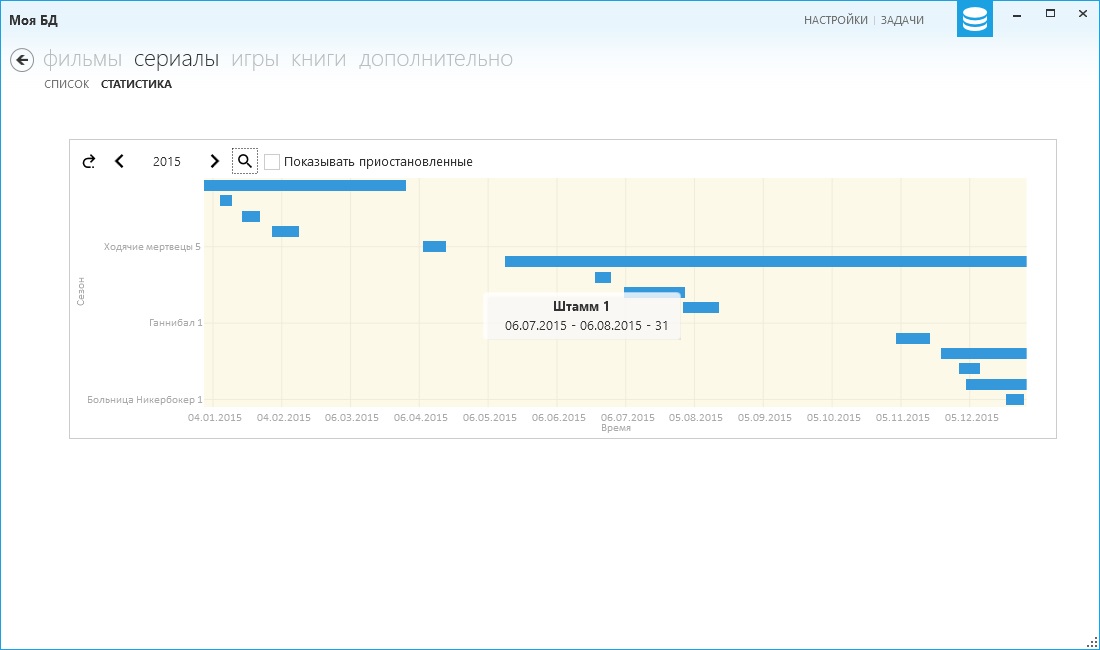 Моя БД
НАСТРОЙКИ | ЗАДАЧИ
фильмы сериалы игры книги дополнительно
СПИСОК СТАТИСТИКА
2015
Показывать приостановленные
Ходячие мертвецы 5
Сезон
Штамм 1
06.07.2015 - 06.08.2015 - 31
Ганнибал 1
Больница Никербокер 1
04.01.2015 04.02.2015 06.03.2015 06.04.2015 06.05.2015 06.06.2015 06.07.2015 05.08.2015 05.09.2015 05.10.2015 05.11.2015 05.12.2015
Время